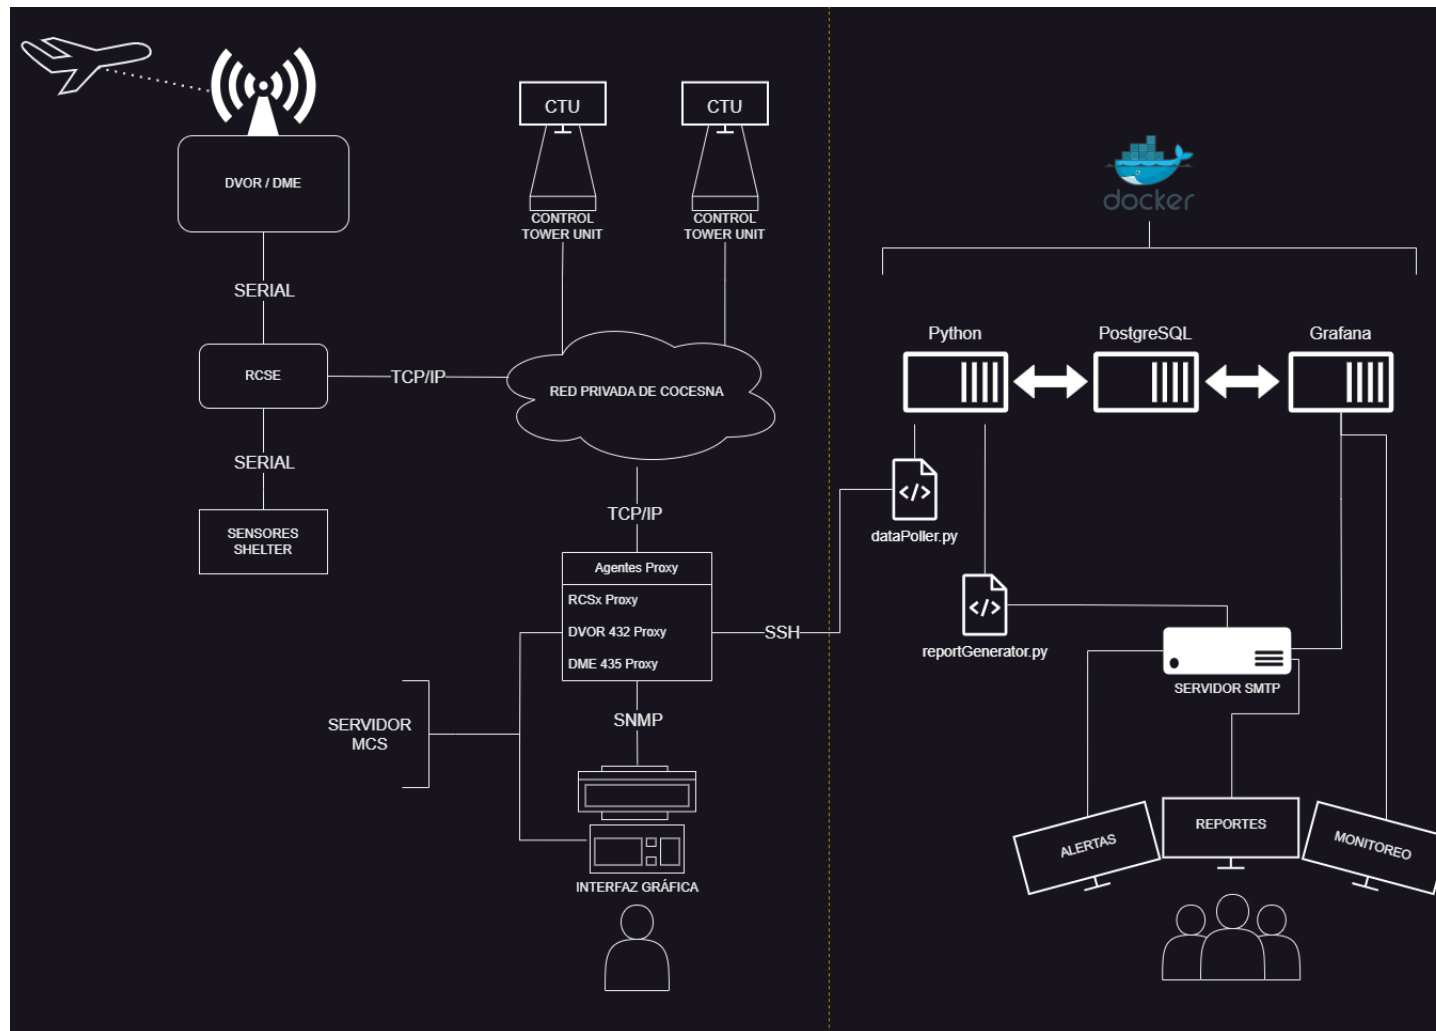 CTU
CTU
DVOR / DME
CONTROL
TOWER UNIT
CONTROL
TOWER UNIT
docker
SERIAL
RCSE
TCP/IP
RED PRIVADA DE COCESNA
SERIAL
SENSORES
SHELTER
TCP/IP
Agentes Proxy
RCSx Proxy
DVOR 432 Proxy
DME 435 Proxy
SSH
SERVIDOR
MCS
SNMP
INTERFAZ GRÁFICA
Python
PostgreSQL
Grafana
dataPoller.py
reportGenerator.py
SERVIDOR SMTP
ALERTAS
REPORTES
MONITOREO